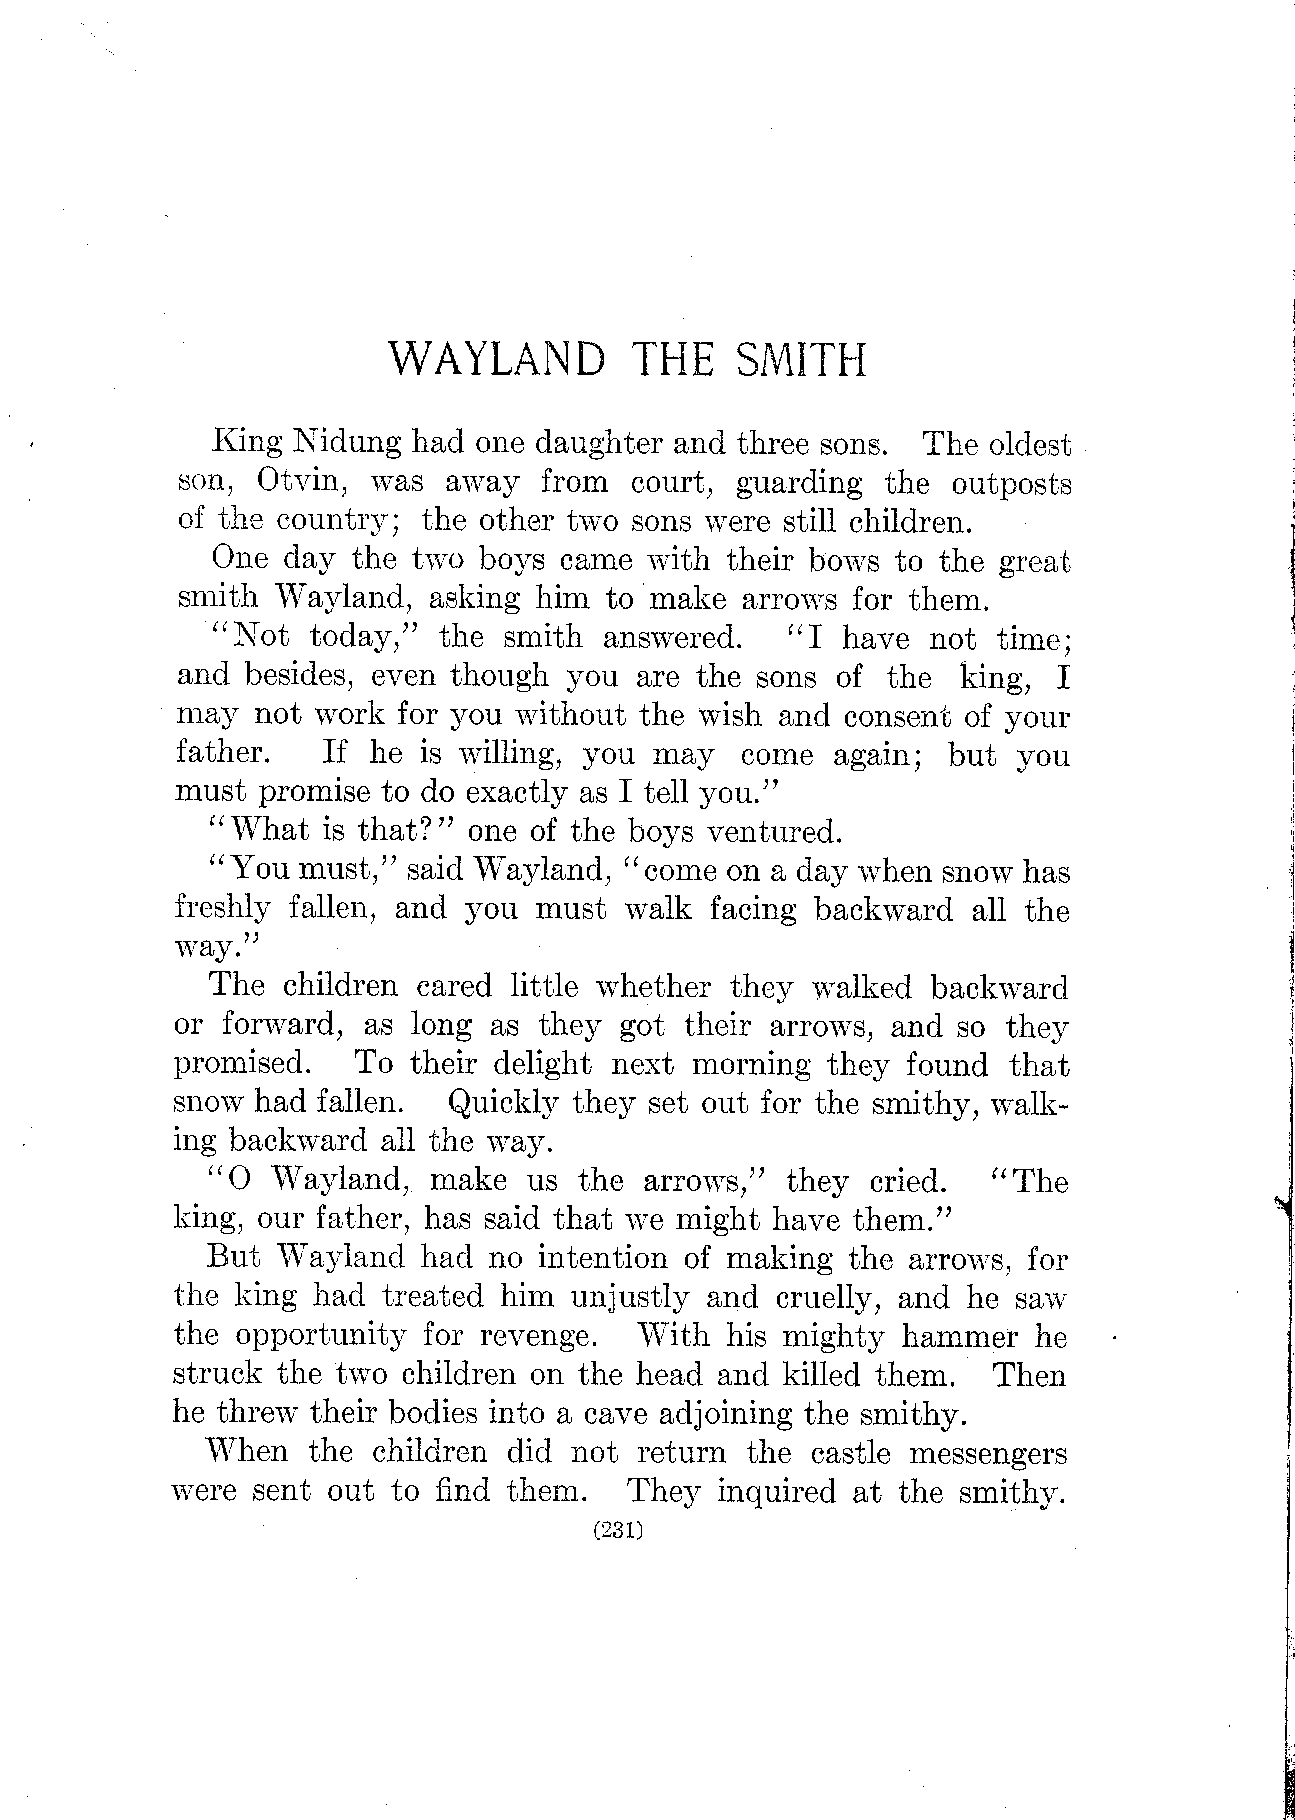 WAYLAND THE SMITH
King Nidung had one daughter and three sons. The oldest
son, Otvin, was away from court, guarding the outposts
of the country; the other two sons were still children.
One day the two boys came with their bows to the great
smith Wayland, asking him to make arrows for them.
"Not today," the smith answered. "I have not time;
and besides, even though you are the sons of the king, I
may not work for you without the wish and consent of your
father. If he is willing, you may come again; but you
must promise to do exactly as I tell you."
"What is that?" one of the boys ventured.
"You must," said Wayland, "come on a day when snow has
freshly fallen, and you must walk facing backward all the
way."
The children cared little whether they walked backward
or forward, as long as they got their arrows, and so they
promised. To their delight next morning they found that
snow had fallen. Quickly they set out for the smithy, walk-
ing backward all the way.
"O Wayland, make us the arrows," they cried. "The
king, our father, has said that we might have them."
But Wayland had no intention of making the arrows, for
the king had treated him unjustly and cruelly, and he saw
the opportunity for revenge. With his mighty hammer he
struck the two children on the head and killed them. Then
he threw their bodies into a cave adjoining the smithy.
When the children did not return the castle messengers
were sent out to find them. They inquired at the smithy.
(231)